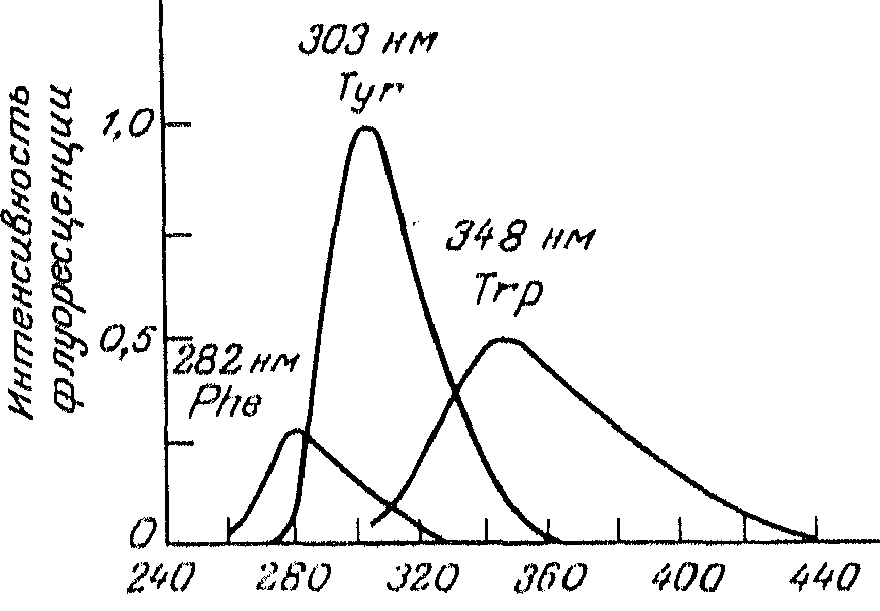 303 нм
Tyr
Интенсивность
флуоресценции
1,0
348 нм
Trp
0,5
282 нм
Phe
0
240 280 320 360 400 440